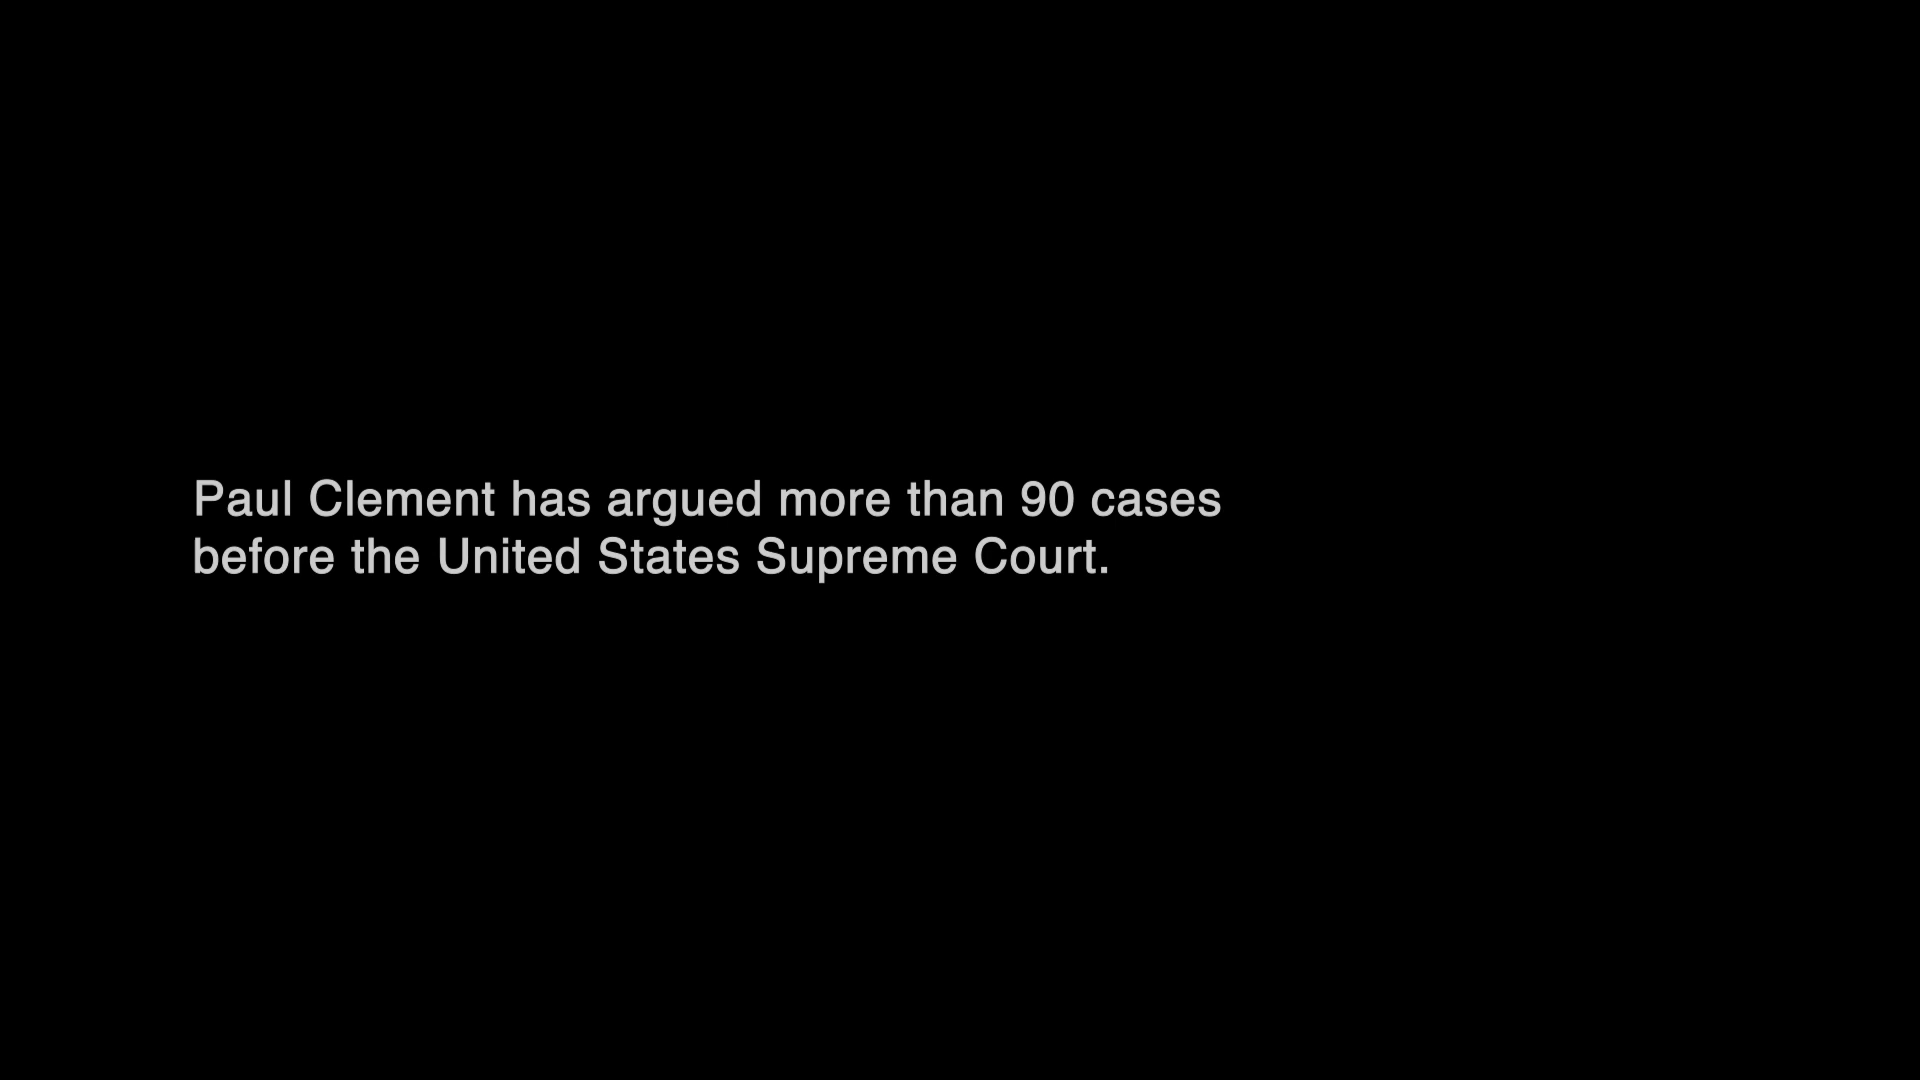 Paul Clement has argued more than 90 cases
before the United States Supreme Court.